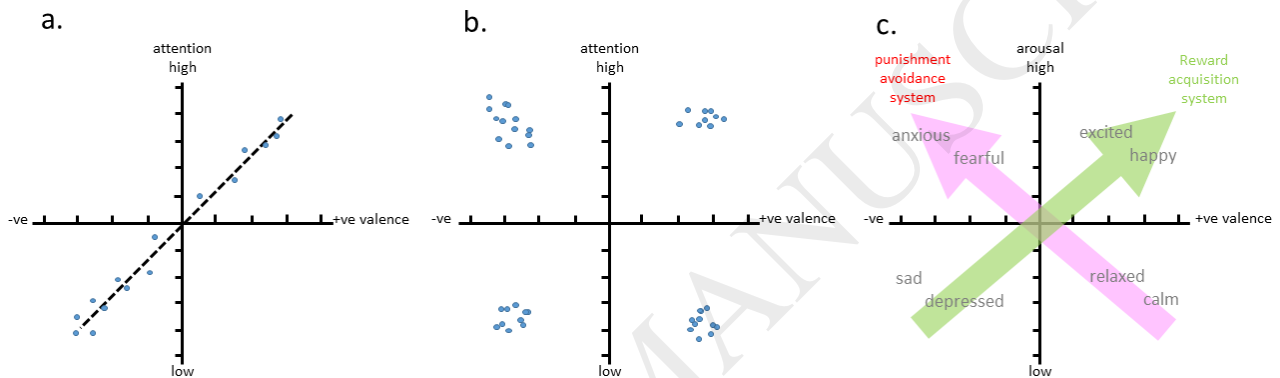 a.
attention
high
-ve
+ve valence
low
b.
attention
high
-ve
+ve valence
low
c.
arousal
high
punishment
avoidance
system
Reward
acquisition
system
anxious
fearful
excited
happy
-ve
+ve valence
sad
depressed
relaxed
calm
low
MANUSC